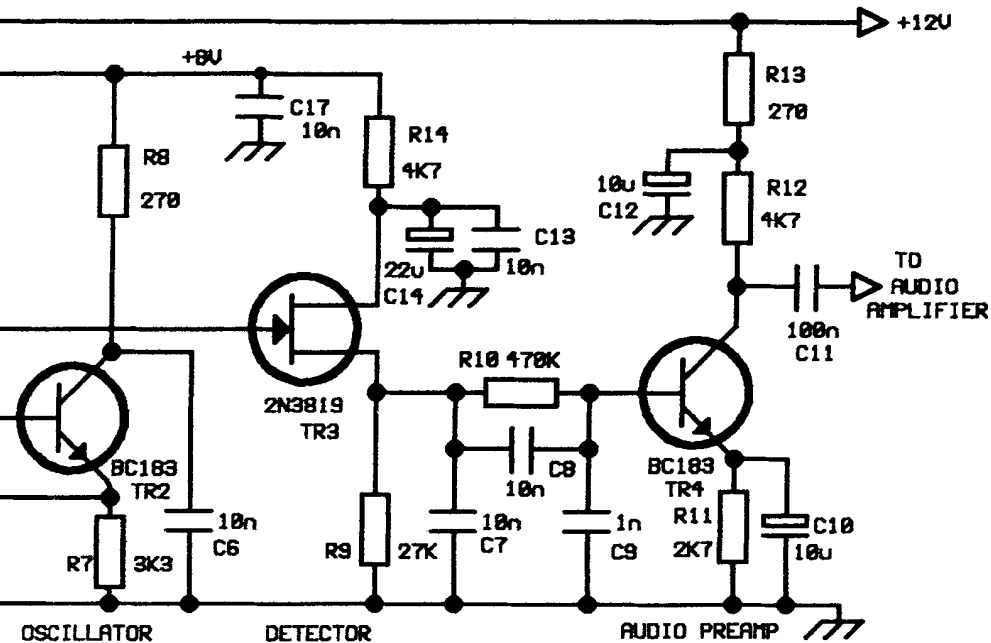 +12V
+8V
R13
270
C17
10n
R14
4K7
R8
270
10u
C12
R12
4K7
C13
10n
22u
C14
TO
AUDIO
AMPLIFIER
100n
C11
R10 470K
2N3819
TR3
C8
10n
BC183
TR2
BC183
TR4
10n
C6
R9
27K
10n
C7
1n
C9
R11
2K7
C10
10u
R7
3K3
OSCILLATOR
DETECTOR
AUDIO PREAMP